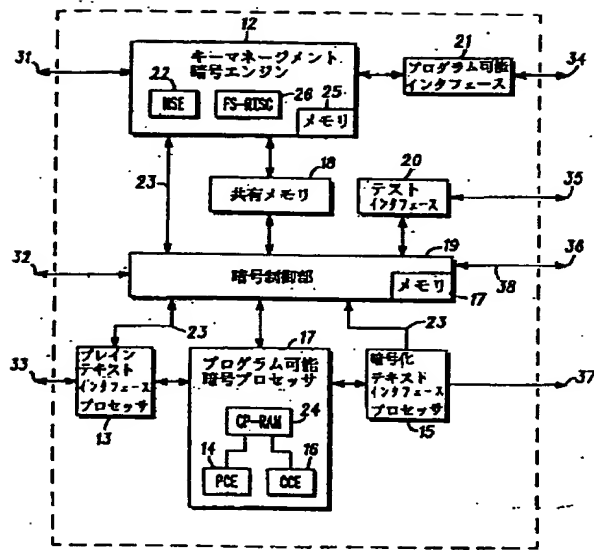 12
31
キーマネージメント
暗号エンジン
22
NSE
26
FS-RISC
25
メモリ
21
プログラム可能
インタフェース
34
23
18
共有メモリ
20
テスト
インタフェース
35
32
19
暗号制御部
メモリ
17
36
38
23
23
33
プレイン
テキスト
インタフェース
プロセッサ
13
17
プログラム可能
暗号プロセッサ
24
CP-RAM
14
PCE
16
CCE
暗号化
テキスト
インタフェース
プロセッサ
15
37